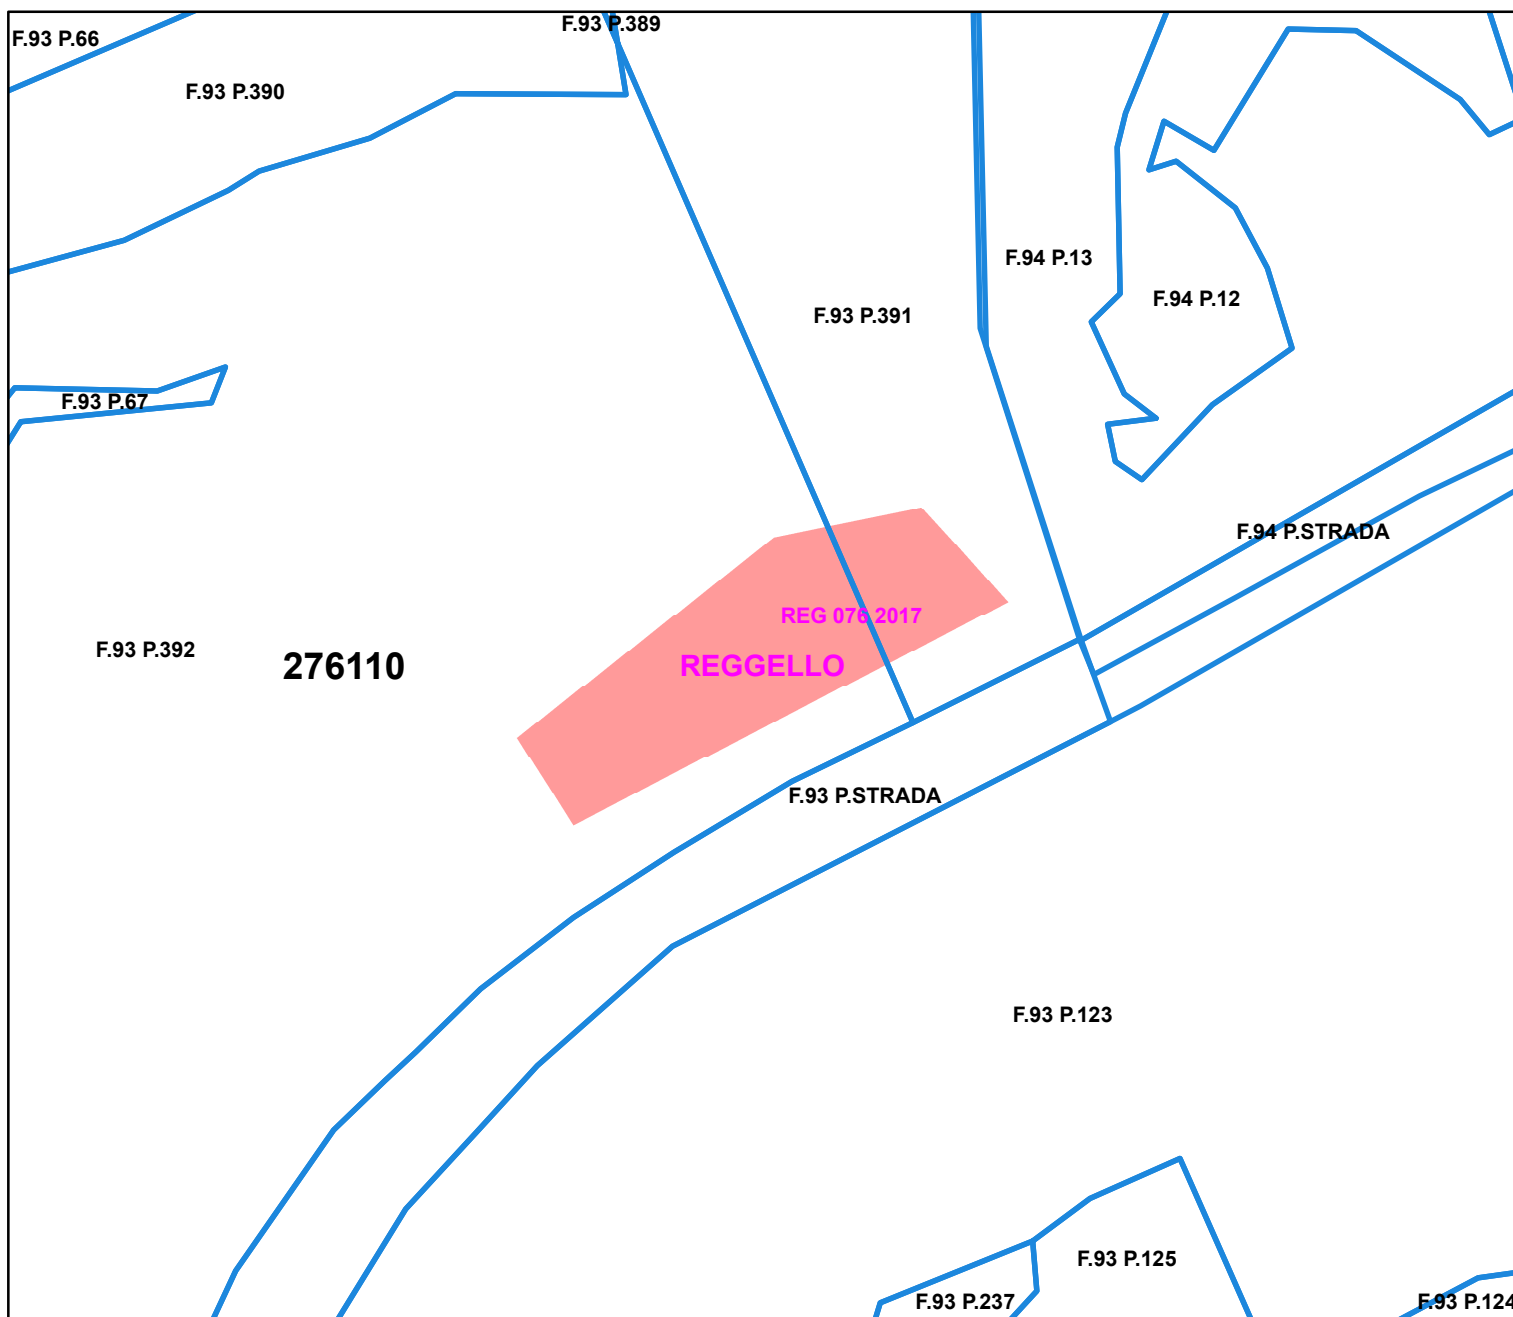 F.93 P.389
F.93 P.66
F.93 P.390
F.94 P.13
F.94 P.12
F.93 P.391
F.93 P.67
F.94 P.STRADA
REG 076 2017
F.93 P.392
276110
REGGELLO
F.93 P.STRADA
F.93 P.123
F.93 P.125
F.93 P.237
F.93 P.124